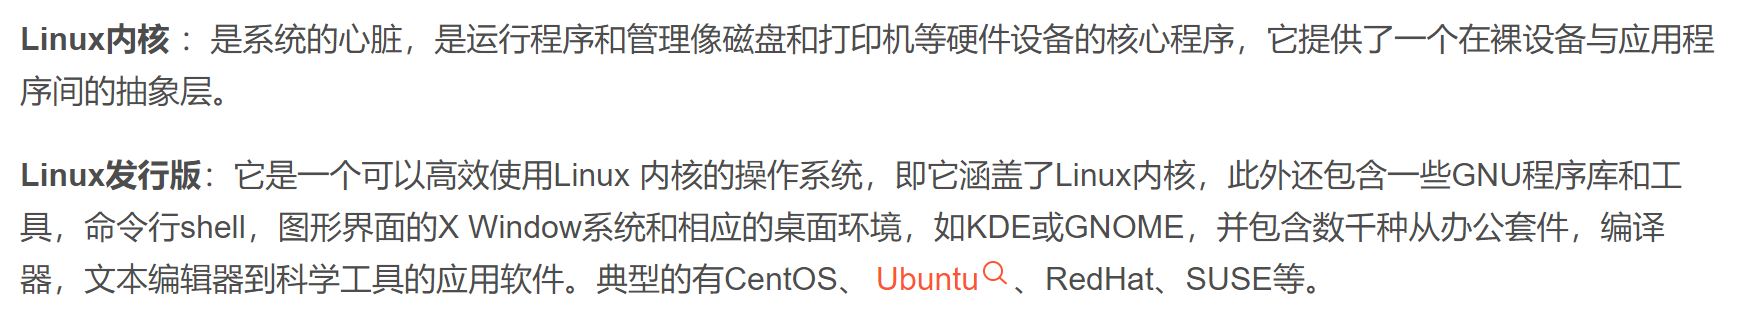 Linux内核 ：是系统的心脏，是运行程序和管理像磁盘和打印机等硬件设备的核心程序，它提供了一个在裸设备与应用程
序间的抽象层。
Linux发行版：它是一个可以高效使用Linux 内核的操作系统，即它涵盖了Linux内核，此外还包含一些GNU程序库和工
具，命令行shell，图形界面的X Window系统和相应的桌面环境，如KDE或GNOME，并包含数千种从办公套件，编译
器，文本编辑器到科学工具的应用软件。典型的有CentOS、 Ubuntu、RedHat、SUSE等。